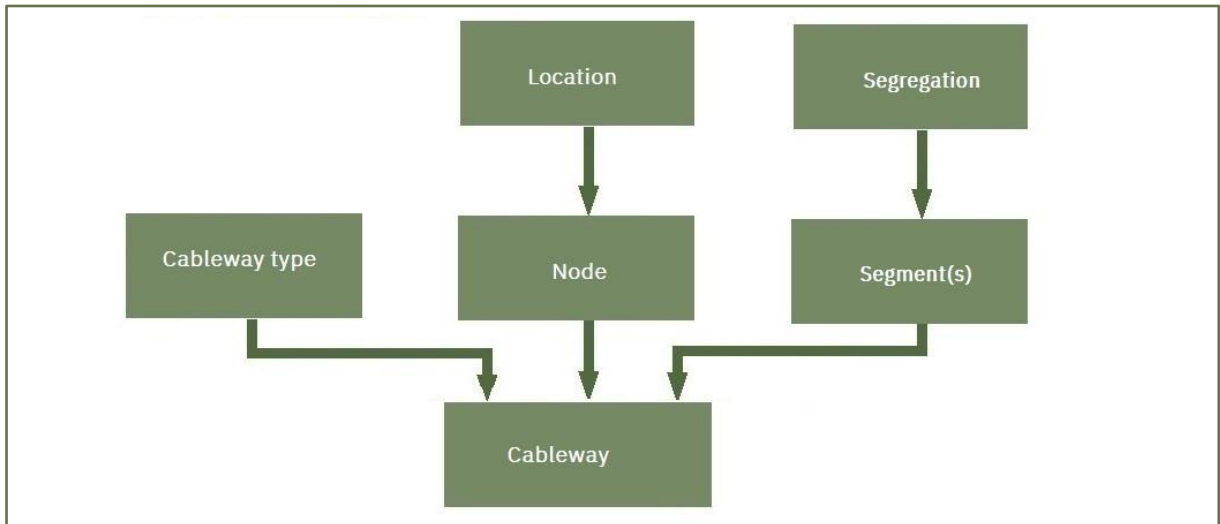 Location
Segregation
Cableway type
Node
Segment(s)
Cableway